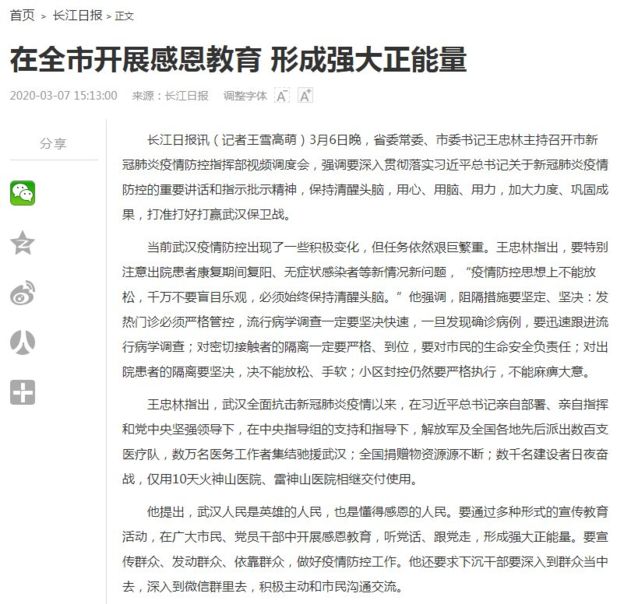 首页 > 长江日报 > 正文
在全市开展感恩教育 形成强大正能量
2020-03-07 15:13:00 来源：长江日报 调整字体 A- A+
分享
长江日报讯（记者王雪高萌）3月6日晚，省委常委、市委书记王忠林主持召开市新
冠肺炎疫情防控指挥部视频调度会，强调要深入贯彻落实习近平总书记关于新冠肺炎疫情
防控的重要讲话和指示批示精神，保持清醒头脑，用心、用脑、用力，加大力度、巩固成
果，打准打好打赢武汉保卫战。
当前武汉疫情防控出现了一些积极变化，但任务依然艰巨繁重。王忠林指出，要特别
注意出院患者康复期间复阳、无症状感染者等新情况新问题，“疫情防控思想上不能放
松，千万不要盲目乐观，必须始终保持清醒头脑。”他强调，阻隔措施要坚定、坚决：发
热门诊必须严格管控，流行病学调查一定要坚决快速，一旦发现确诊病例，要迅速跟进流
行病学调查；对密切接触者的隔离一定要严格、到位，要对市民的生命安全负责任；对出
院患者的隔离要坚决，决不能放松、手软；小区封控仍然要严格执行，不能麻痹大意。
王忠林指出，武汉全面抗击新冠肺炎疫情以来，在习近平总书记亲自部署、亲自指挥
和党中央坚强领导下，在中央指导组的支持和指导下，解放军及全国各地先后派出数百支
医疗队，数万名医务工作者集结驰援武汉；全国捐赠物资源源不断；数千名建设者日夜奋
战，仅用10天火神山医院、雷神山医院相继交付使用。
他提出，武汉人民是英雄的人民，也是懂得感恩的人民。要通过多种形式的宣传教育
活动，在广大市民、党员干部中开展感恩教育，听党话、跟党走，形成强大正能量。要宣
传群众、发动群众、依靠群众，做好疫情防控工作。他还要求下沉干部要深入到群众当中
去，深入到微信群里去，积极主动和市民沟通交流。